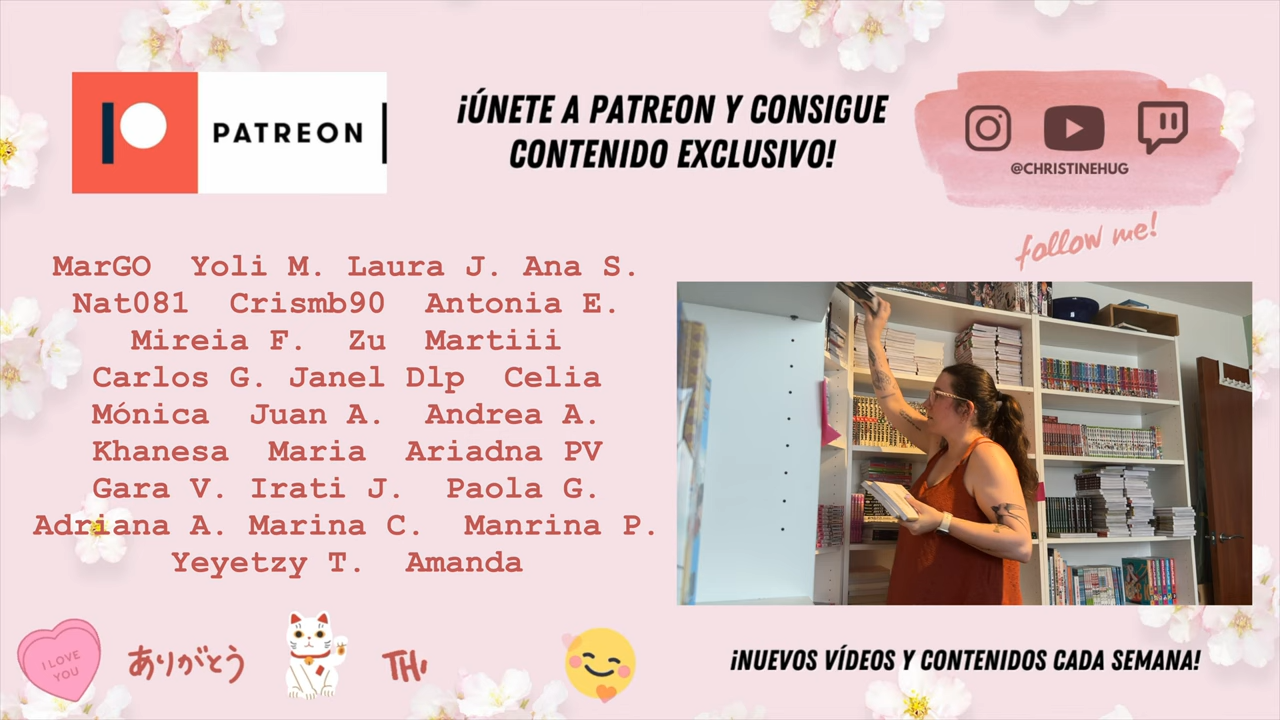 PATREON
¡ÚNETE A PATREON Y CONSIGUE
CONTENIDO EXCLUSIVO!
@CHRISTINEHUG
follow me!
MarGO Yoli M. Laura J. Ana S.
Nat081 Crismb90 Antonia E.
Mireia F. Zu Martiii
Carlos G. Janel Dlp Celia
Mónica Juan A. Andrea A.
Khanesa Maria Ariadna PV
Gara V. Irati J. Paola G.
Adriana A. Marina C. Manrina P.
Yeyetzy T. Amanda
I LOVE
YOU
ありがとう
¡NUEVOS VÍDEOS Y CONTENIDOS CADA SEMANA!